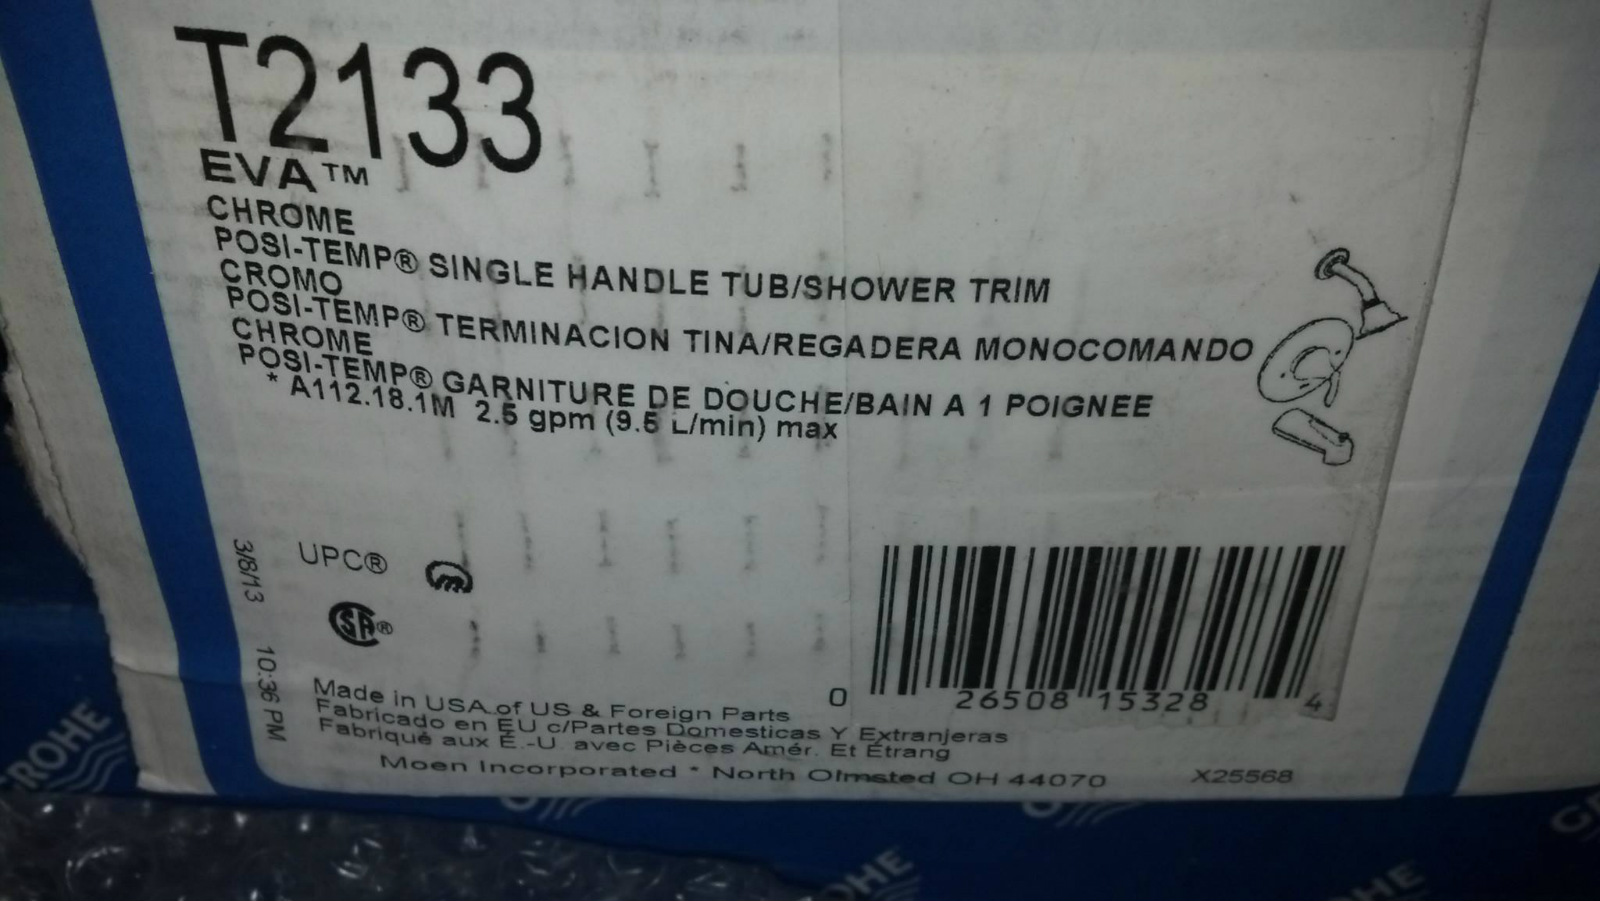 T2133
EVA™
CHROME
POSI-TEMP® SINGLE HANDLE TUB/SHOWER TRIM
CROMO
POSI-TEMP® TERMINACION TINA/REGADERA MONOCOMANDO
CHROME
POSI-TEMP® GARNITURE DE DOUCHE/BAIN A 1 POIGNEE
* A112.18.1M 2.5 gpm (9.5 L/min) max
UPC®
3/8/13 10:36 PM
SA®
0 26508 15328 4
Made in USA of US & Foreign Parts
Fabricado en EU c/Partes Domesticas Y Extranjeras
Fabriqué aux E.-U. avec Pièces Amér. Et Étrang
Moen Incorporated * North Olmsted OH 44070
X25568
GROHE